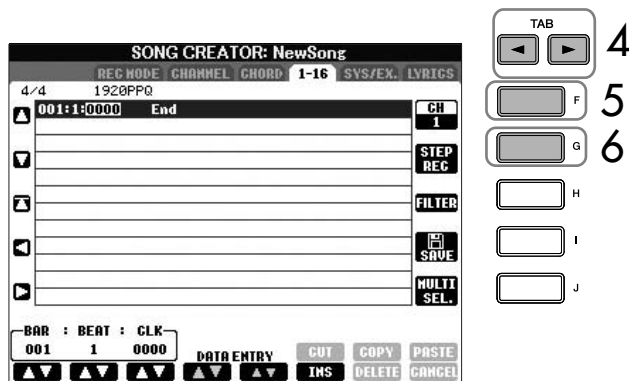 TAB
4
SONG CREATOR: NewSong
REC MODE CHANNEL CHORD 1-16 SYS/EX. LYRICS
4/4 1920PPQ
001:1:0000 End
CH
1
F
5
STEP
REC
G
6
FILTER
H
SAVE
I
MULTI
SEL.
J
BAR : BEAT : CLK
001 1 0000
DATA ENTRY
CUT COPY PASTE
INS DELETE CANCEL